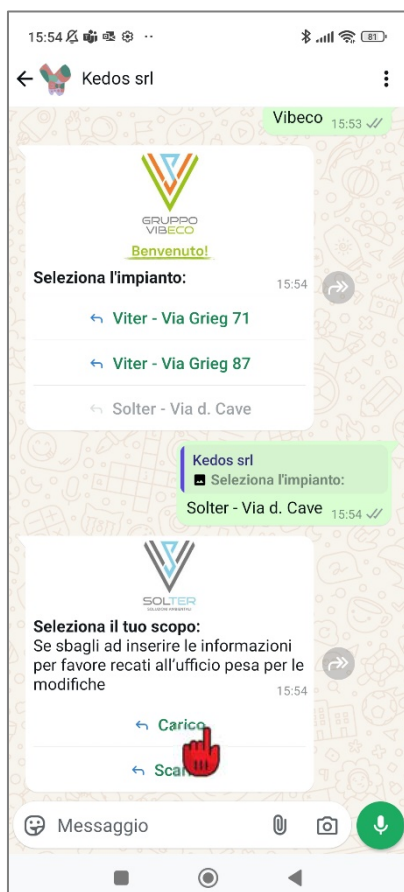 15:54
81
Kedos srl
Vibeco 15:53
GRUPPO
VIBECO
Benvenuto!
Seleziona l'impianto:
15:54
Viter - Via Grieg 71
Viter - Via Grieg 87
Solter - Via d. Cave
Kedos srl
Seleziona l'impianto:
Solter - Via d. Cave 15:54
SOLTER
SOLUZIONI AMBIENTALI
Seleziona il tuo scopo:
Se sbagli ad inserire le informazioni
per favore recati all'ufficio pesa per le
modifiche
15:54
Carico
Messaggio